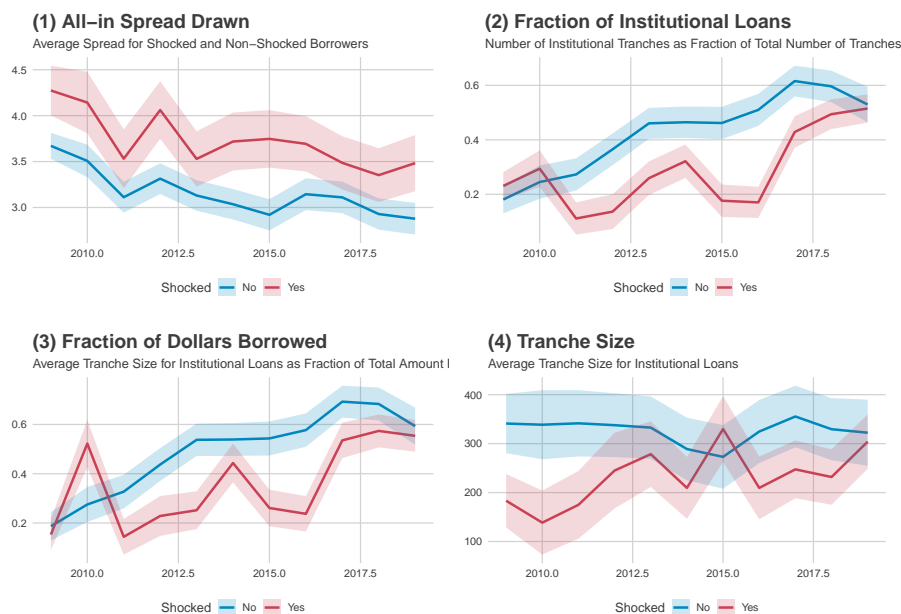 (1) All−in Spread Drawn
Average Spread for Shocked and Non−Shocked Borrowers
4.5
4.0
3.5
3.0
2010.0 2012.5 2015.0 2017.5
Shocked No Yes
(2) Fraction of Institutional Loans
Number of Institutional Tranches as Fraction of Total Number of Tranches
0.6
0.4
0.2
2010.0 2012.5 2015.0 2017.5
Shocked No Yes
(3) Fraction of Dollars Borrowed
Average Tranche Size for Institutional Loans as Fraction of Total Amount
0.6
0.4
0.2
2010.0 2012.5 2015.0 2017.5
Shocked No Yes
(4) Tranche Size
Average Tranche Size for Institutional Loans
400
300
200
100
2010.0 2012.5 2015.0 2017.5
Shocked No Yes